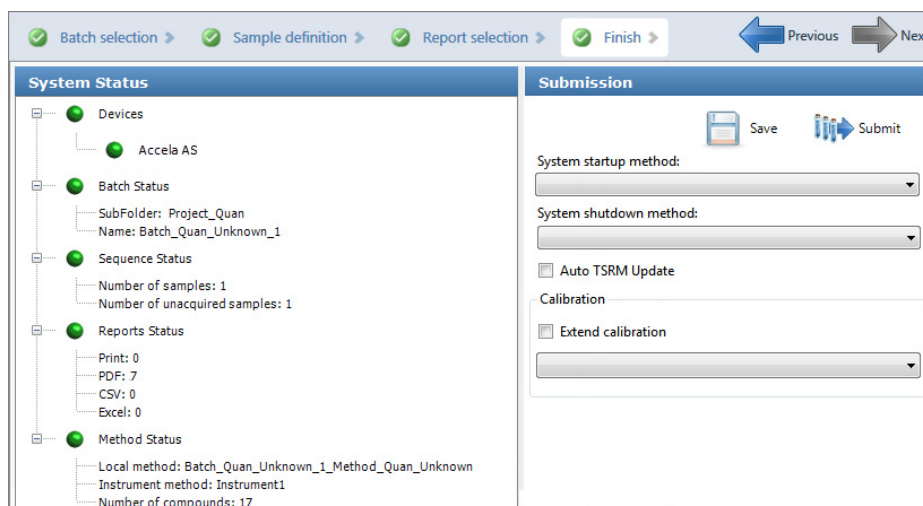 Batch selection
Sample definition
Report selection
Finish
Previous
System Status
Devices
Accela AS
Batch Status
SubFolder: Project_Quan
Name: Batch_Quan_Unknown_1
Sequence Status
Number of samples: 1
Number of unacquired samples: 1
Reports Status
Print: 0
PDF: 7
CSV: 0
Excel: 0
Method Status
Local method: Batch_Quan_Unknown_1_Method_Quan_Unknown
Instrument method: Instrument1
Number of compounds: 17
Submission
Save
Submit
System startup method:
System shutdown method:
Auto TSRM Update
Calibration
Extend calibration